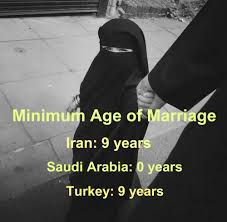 Minimum Age of Marriage
Iran: 9 years
Saudi Arabia: 0 years
Turkey: 9 years